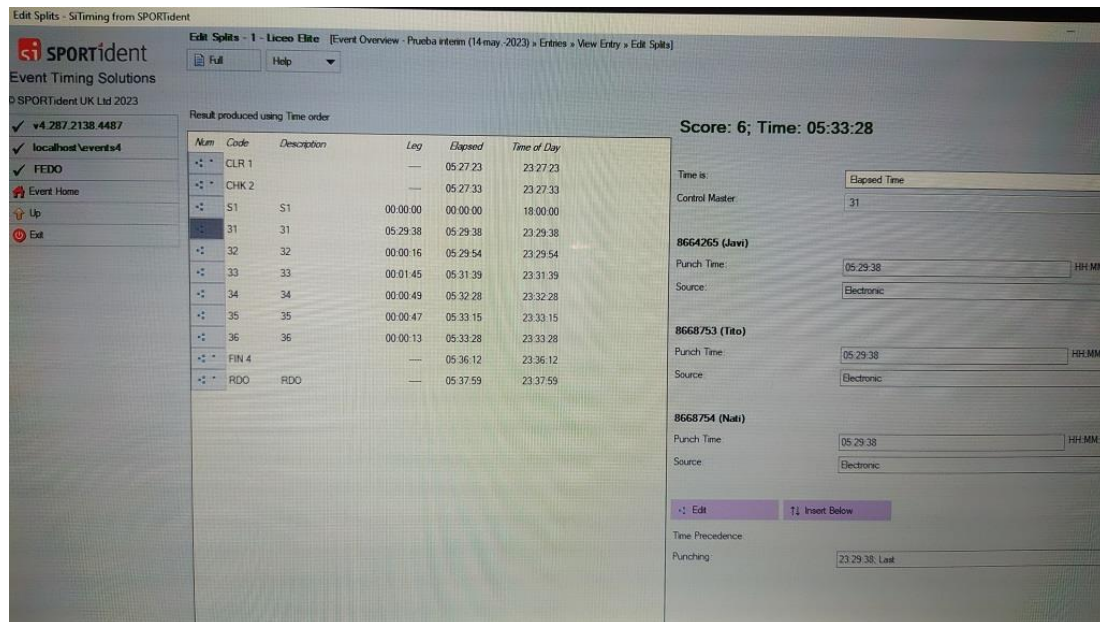 Edit Splits - SiTiming from SPORTident
si SPORTident
Event Timing Solutions
© SPORTident UK Ltd 2023
v4.287.2138.4487
localhost\events4
FEDO
Event Home
Up
Exit
Edit Splits - 1 - Liceo Elite [Event Overview - Prueba interim (14-may.-2023) » Entries » View Entry » Edit Splits]
Full Help
Result produced using Time order
Num Code Description Leg Elapsed Time of Day
CLR 1 — 05:27:23 23:27:23
CHK 2 — 05:27:33 23:27:33
S1 S1 00:00:00 00:00:00 18:00:00
31 31 05:29:38 05:29:38 23:29:38
32 32 00:00:16 05:29:54 23:29:54
33 33 00:01:45 05:31:39 23:31:39
34 34 00:00:49 05:32:28 23:32:28
35 35 00:00:47 05:33:15 23:33:15
36 36 00:00:13 05:33:28 23:33:28
FIN 4 — 05:36:12 23:36:12
RDO RDO — 05:37:59 23:37:59
Score: 6; Time: 05:33:28
Time is: Elapsed Time
Control Master: 31
8664265 (Javi)
Punch Time: 05:29:38 HH:MM
Source: Electronic
8668753 (Tito)
Punch Time: 05:29:38 HH:MM
Source: Electronic
8668754 (Nati)
Punch Time: 05:29:38 HH:MM:
Source: Electronic
Edit Insert Below
Time Precedence
Punching: 23:29:38; Last